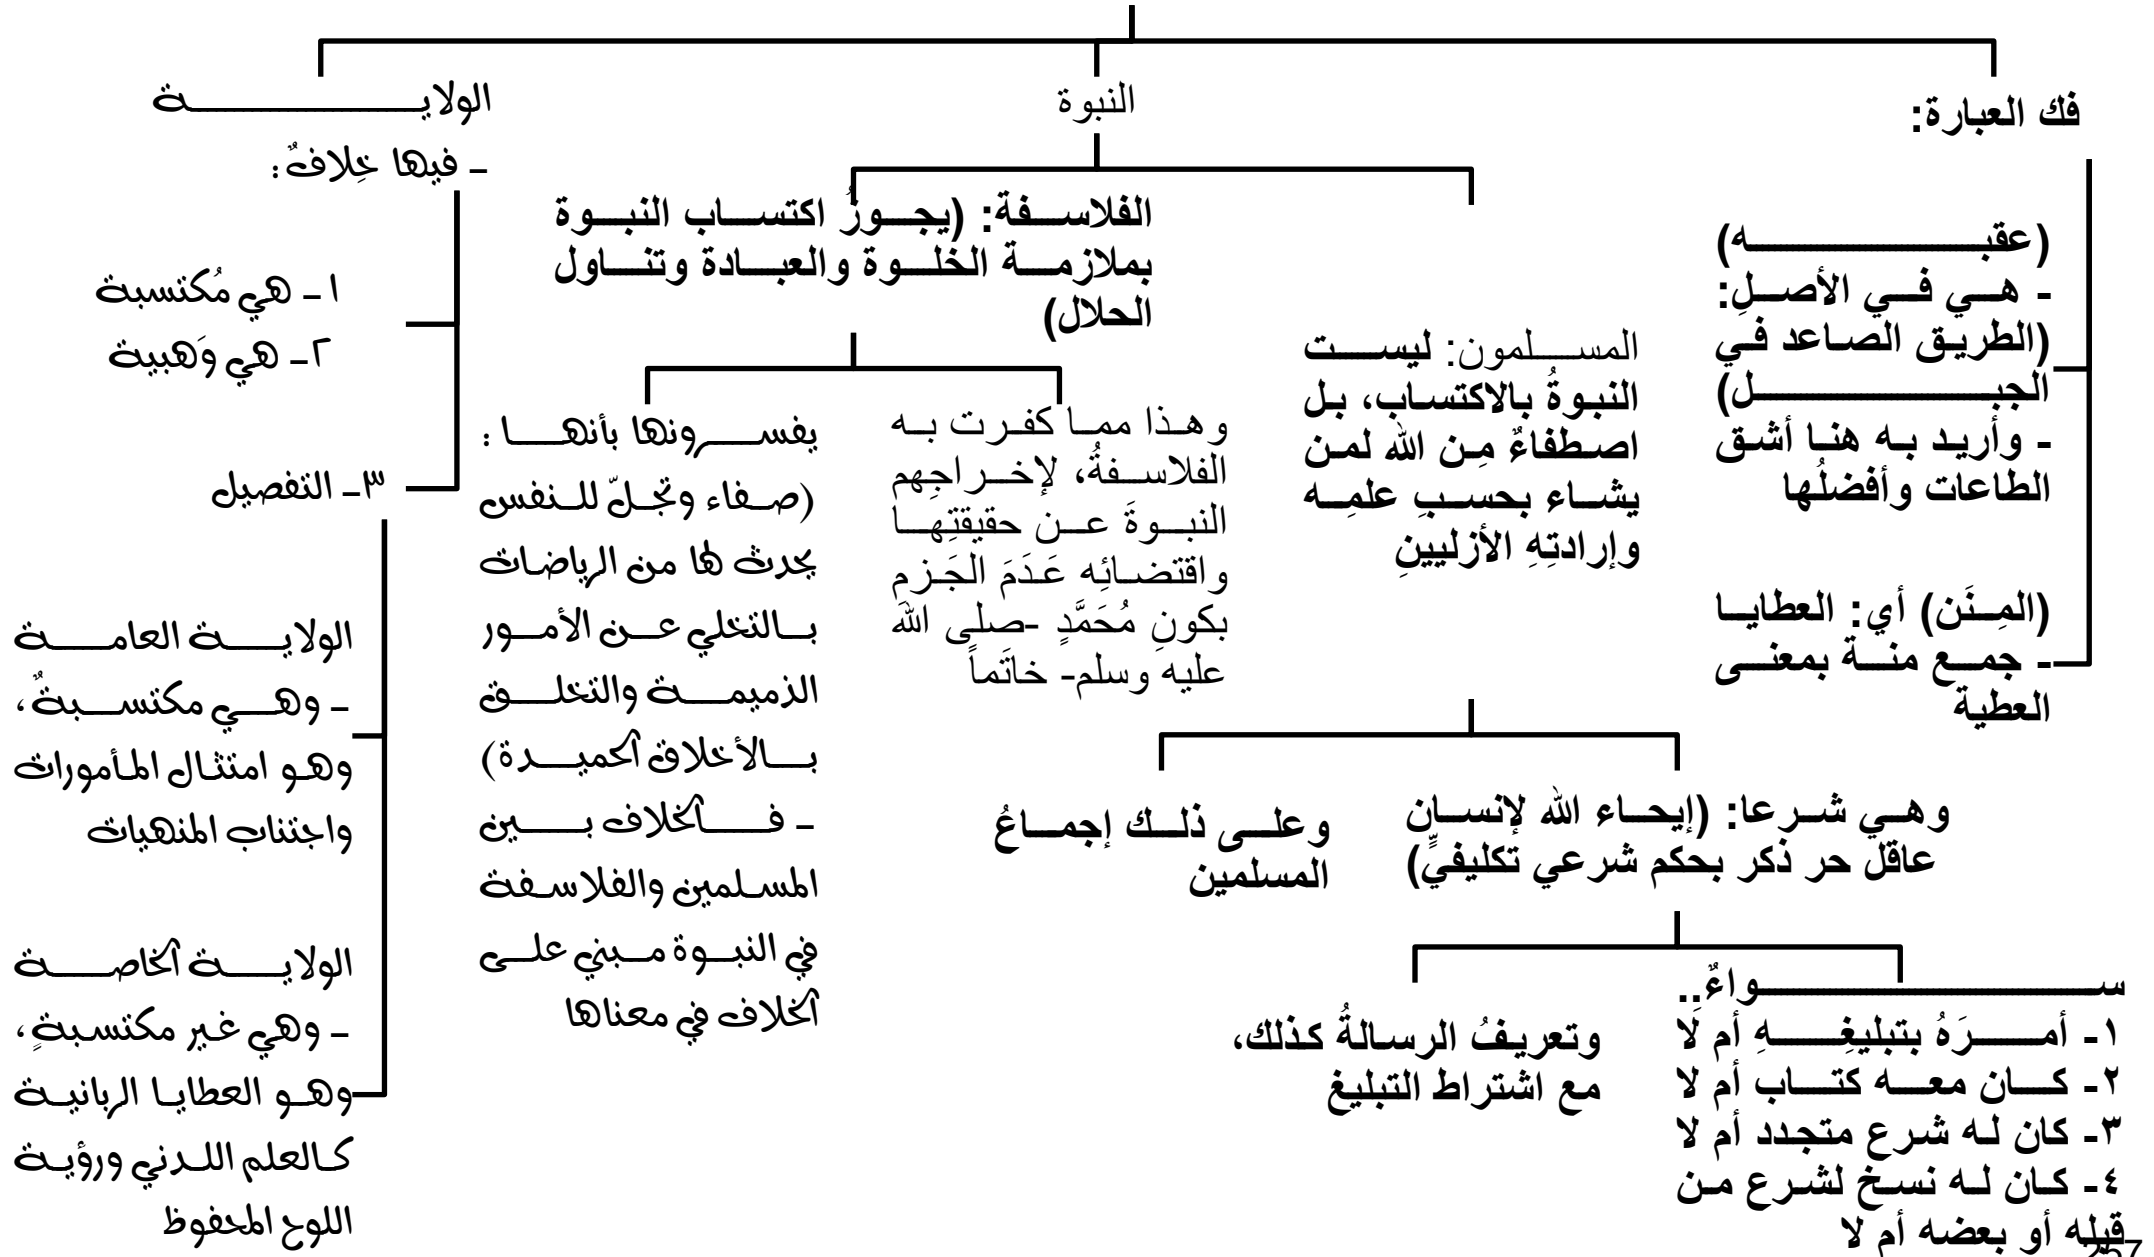 فك العبارة:
(عقبه)
- هي في الأصلِ:
(الطريق الصاعد في
الجبل)
- وأريد به هنا أشق
الطاعات وأفضلُها
(المِنَن) أي: العطايا
- جمع منة بمعنى
العطية
النبوة
المسلمون: ليست
النبوةُ بالاكتساب، بل
اصطفاءٌ مِن الله لمن
يشاء بحسبِ علمِه
وإرادتِهِ الأزليينِ
وهي شرعا: (إيحاء الله لإنسان
عاقل حر ذكر بحكم شرعي تكليفيٍّ)
سواءٌ..
١- أمرَهُ بتبليغِهِ أم لا
٢- كان معه كتاب أم لا
٣- كان له شرع متجدد أم لا
٤- كان له نسخ لشرع من
قبله أو بعضه أم لا
وتعريفُ الرسالةُ كذلك،
مع اشتراط التبليغ
وعلى ذلك إجماعُ
المسلمين
الفلاسفة: (يجوزُ اكتساب النبوة
بملازمة الخلوة والعبادة وتناول
الحلال)
وهذا مما كفرت به
الفلاسفةُ، لإخراجِهم
النبوةَ عن حقيقتِها
واقتضائِه عَدَمَ الجَزمِ
بكونِ مُحَمَّدٍ -صلى الله
عليه وسلم- خاتَماً
يفسرونها بأنها :
(صفاء وتجلّ للنفس
يحدث لها من الرياضات
بالتخلي عن الأمور
الذميمة والتخلق
بالأخلاق الحميدة)
- فالخلاف بين
المسلمين والفلاسفة
في النبوة مبني على
الخلاف في معناها
الولاية
- فيها خِلافٌ:
١- هي مُكتسبة
٢- هي وَهبية
٣- التفصيل
الولاية العامة
- وهي مكتسبةٌ،
وهو امتثال المأمورات
واجتناب المنهيات
الولاية الخاصة
- وهي غير مكتسبةٍ،
وهو العطايا الربانية
كالعلم اللدني ورؤية
اللوح المحفوظ